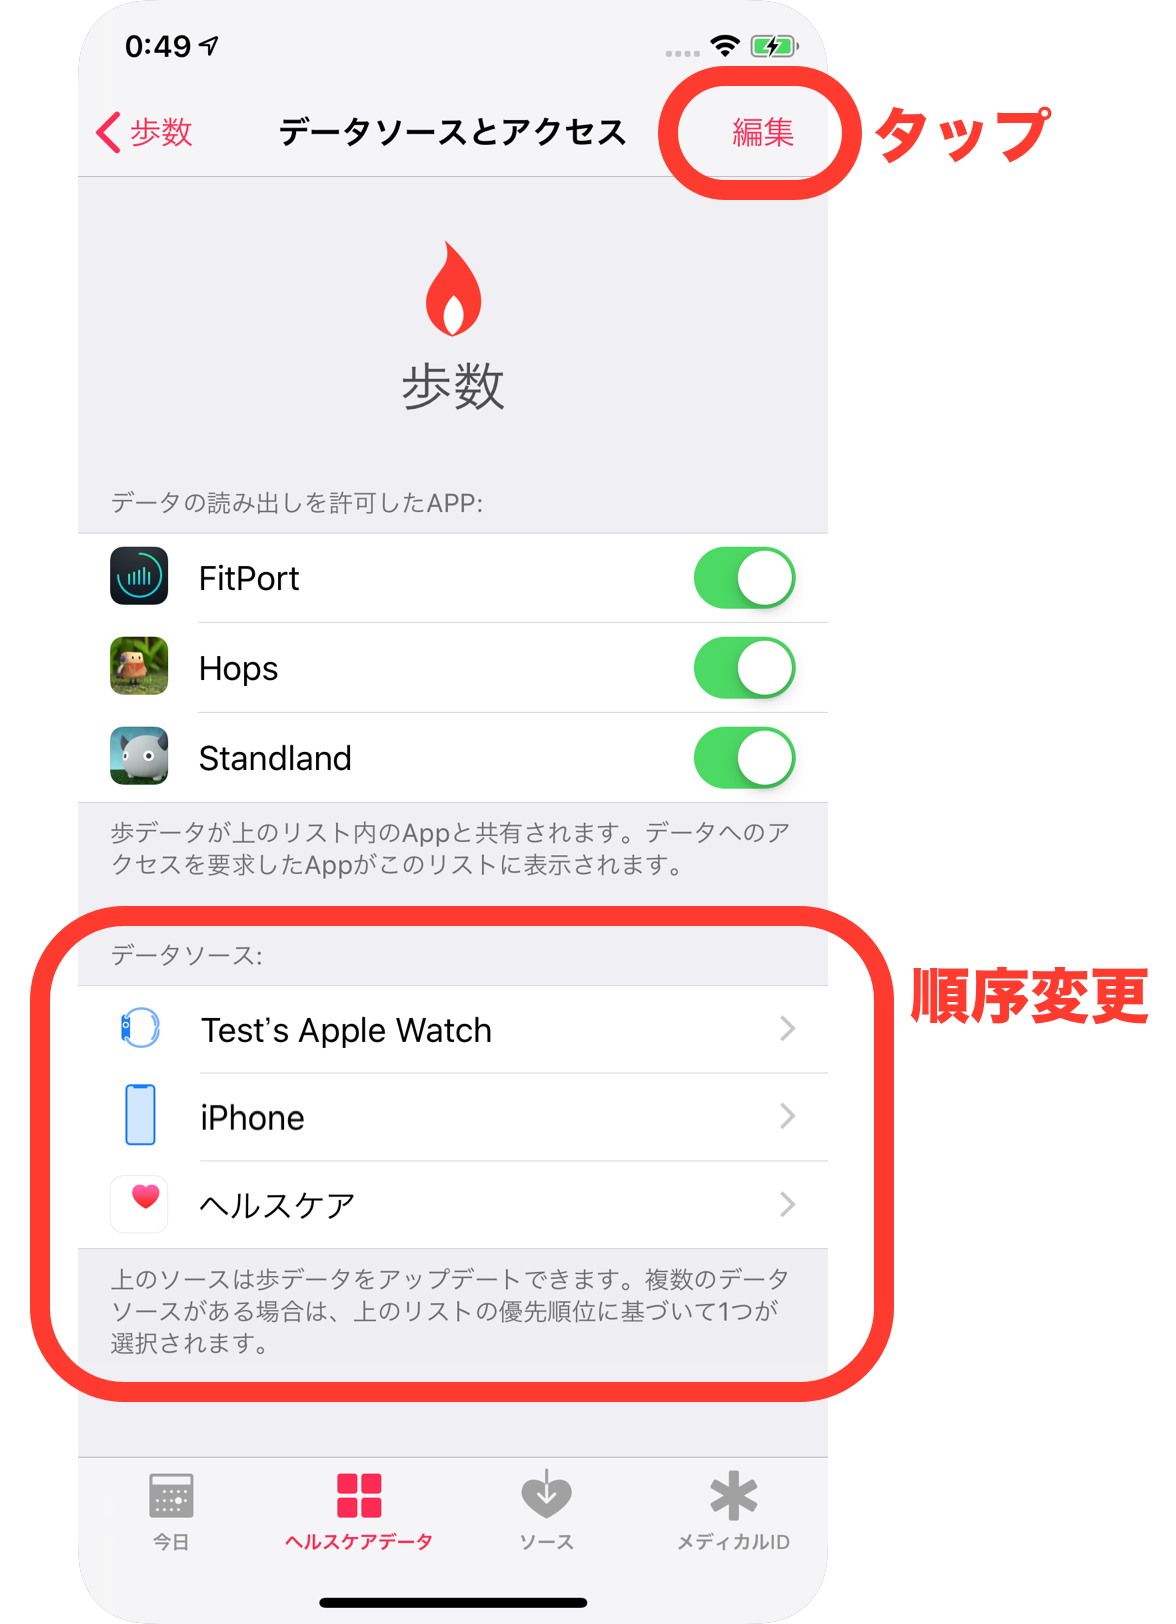 0:49
歩数
データソースとアクセス
編集
タップ
歩数
データの読み出しを許可したAPP:
FitPort
Hops
Standland
歩データが上のリスト内のAppと共有されます。データへのア
クセスを要求したAppがこのリストに表示されます。
データソース:
順序変更
Test’s Apple Watch
iPhone
ヘルスケア
上のソースは歩データをアップデートできます。複数のデータ
ソースがある場合は、上のリストの優先順位に基づいて1つが
選択されます。
今日
ヘルスケアデータ
ソース
メディカルID